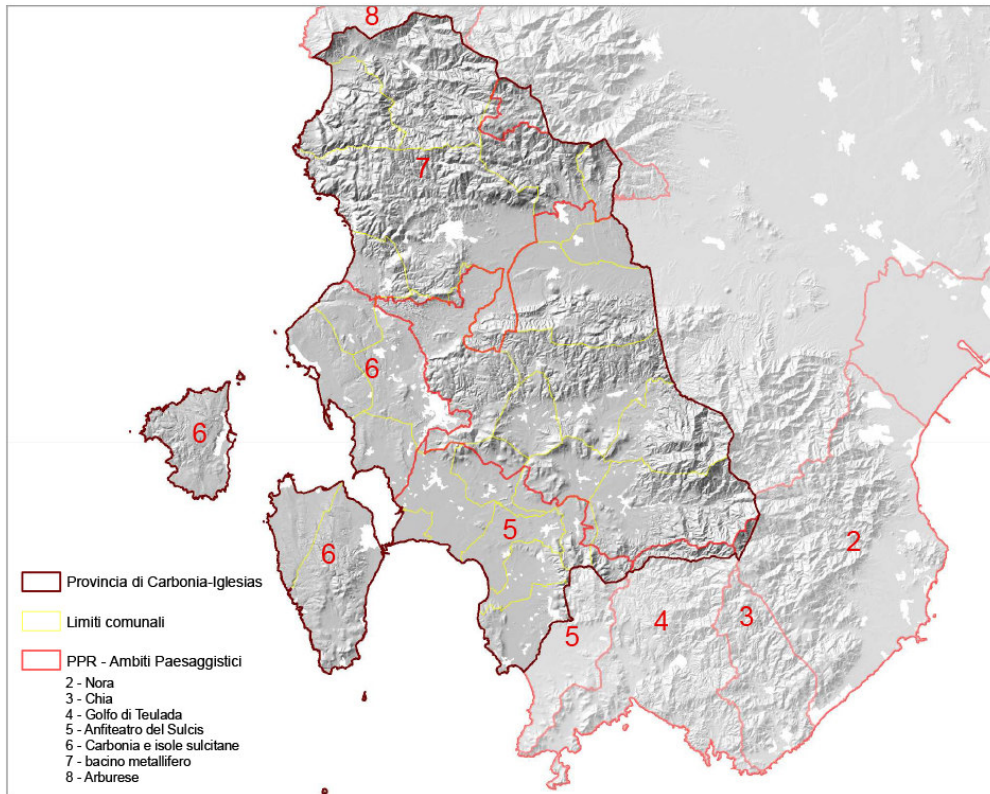 8
7
6
6
6
5
5
2
3
4
Provincia di Carbonia-Iglesias
Limiti comunali
PPR - Ambiti Paesaggistici
2 - Nora
3 - Chia
4 - Golfo di Teulada
5 - Anfiteatro del Sulcis
6 - Carbonia e isole sulcitane
7 - bacino metallifero
8 - Arburese